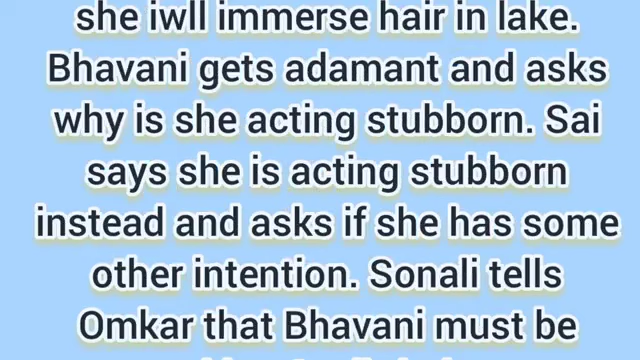 she iwll immerse hair in lake.
Bhavani gets adamant and asks
why is she acting stubborn. Sai
says she is acting stubborn
instead and asks if she has some
other intention. Sonali tells
Omkar that Bhavani must be